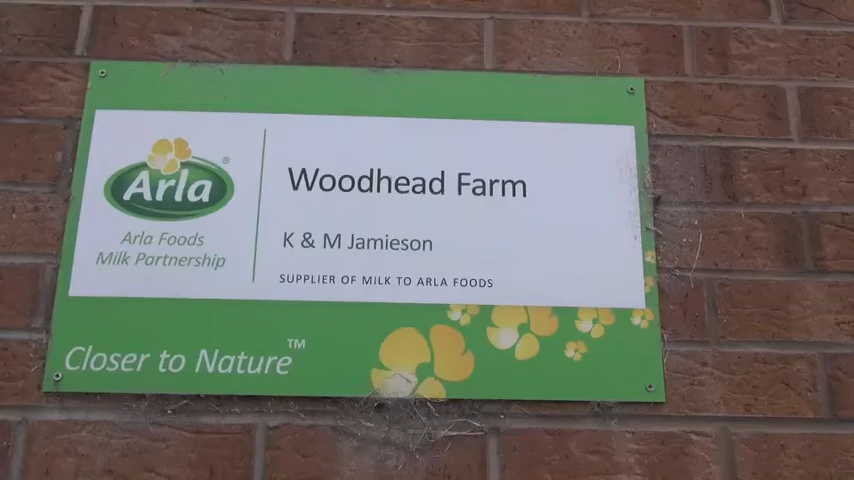 Arla®
Arla Foods
Milk Partnership
Woodhead Farm
K & M Jamieson
SUPPLIER OF MILK TO ARLA FOODS
Closer to Nature™